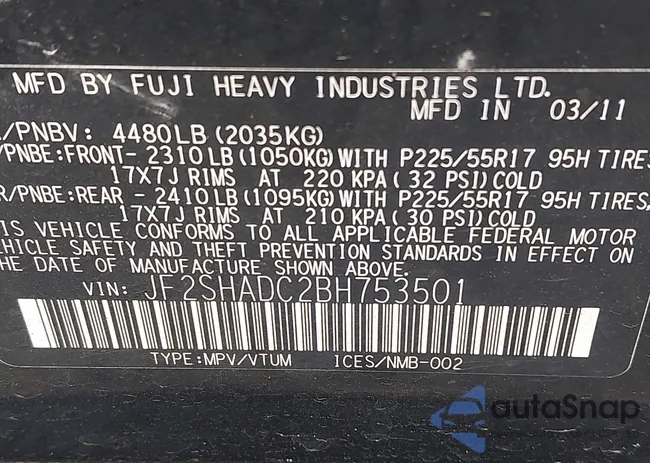 MFD BY FUJI HEAVY INDUSTRIES LTD.
MFD IN 03/11
/PNBV: 4480LB (2035KG)
/PNBE:FRONT- 2310LB(1050KG)WITH P225/55R17 95H TIRES
17X7J RIMS AT 220 KPA( 32 PSI)COLD
R/PNBE:REAR - 2410LB(1095KG)WITH P225/55R17 95H TIRES,
17X7J RIMS AT 210 KPA( 30 PSI)COLD
IS VEHICLE CONFORMS TO ALL APPLICABLE FEDERAL MOTOR
VEHICLE SAFETY AND THEFT PREVENTION STANDARDS IN EFFECT ON
THE DATE OF MANUFACTURE SHOWN ABOVE.
VIN: JF2SHADC2BH753501
TYPE:MPV/VTUM ICES/NMB-002
autoSnap